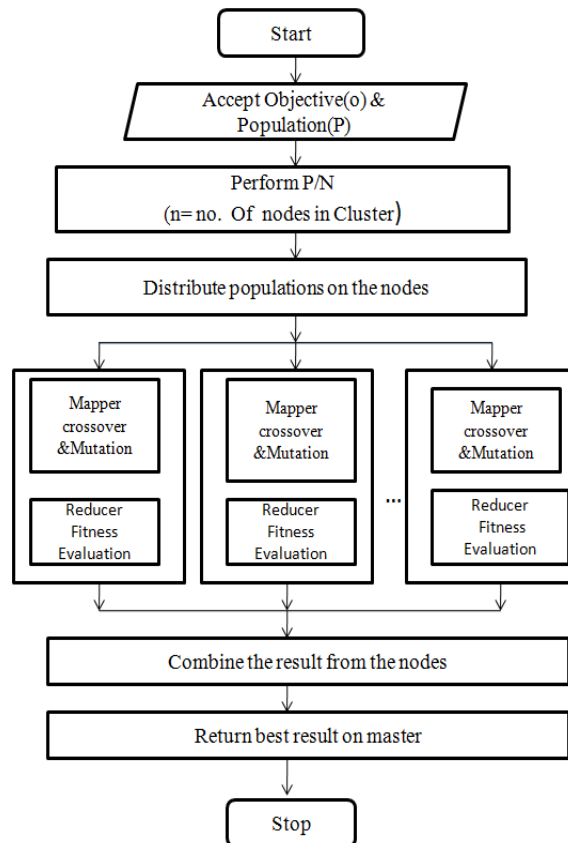 Start
Accept Objective(o) &
Population(P)
Perform P/N
(n= no. Of nodes in Cluster)
Distribute populations on the nodes
Mapper
crossover
&Mutation
Reducer
Fitness
Evaluation
Mapper
crossover
&Mutation
Reducer
Fitness
Evaluation
...
Mapper
crossover
&Mutation
Reducer
Fitness
Evaluation
Combine the result from the nodes
Return best result on master
Stop